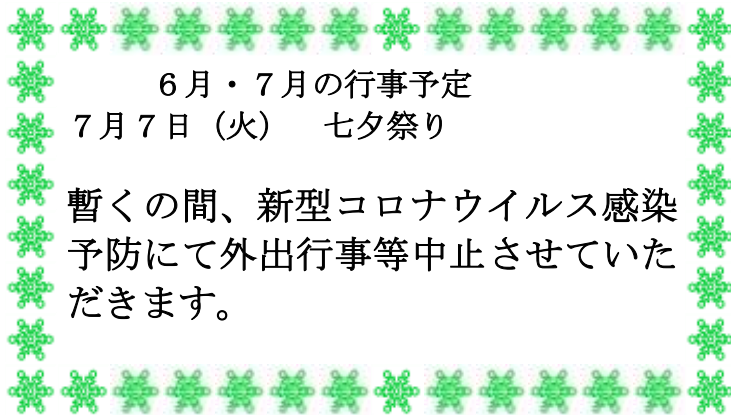 ６月・７月の行事予定
７月７日（火）　七夕祭り
暫くの間、新型コロナウイルス感染
予防にて外出行事等中止させていた
だきます。